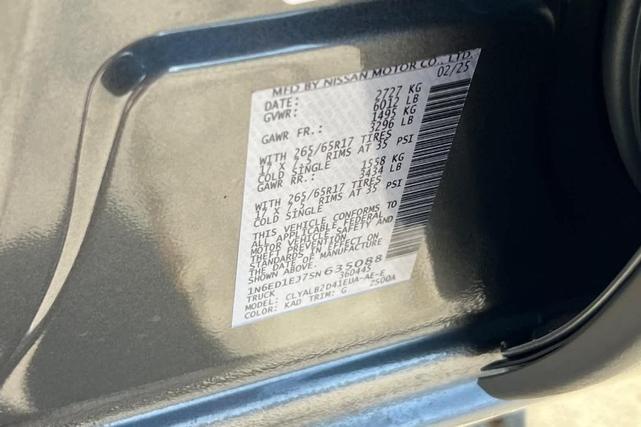 MFD BY NISSAN MOTOR CO., LTD.
DATE: 02/25
GVWR: 2727 KG
6012 LB
GAWR FR.: 1495 KG
3296 LB
WITH 265/65R17 TIRES
17 X 7.5 RIMS AT 35 PSI
COLD SINGLE
GAWR RR.: 1558 KG
3434 LB
WITH 265/65R17 TIRES
17 X 7.5 RIMS AT 35 PSI
COLD SINGLE
THIS VEHICLE CONFORMS TO
ALL APPLICABLE FEDERAL
MOTOR VEHICLE SAFETY AND
THEFT PREVENTION
STANDARDS IN EFFECT ON
THE DATE OF MANUFACTURE
SHOWN ABOVE.
1N6ED1EJ7SN635088
TRUCK 360445
MODEL: CLYALB2D41EUA-AE-E
COLOR: KAD TRIM: G 2500A